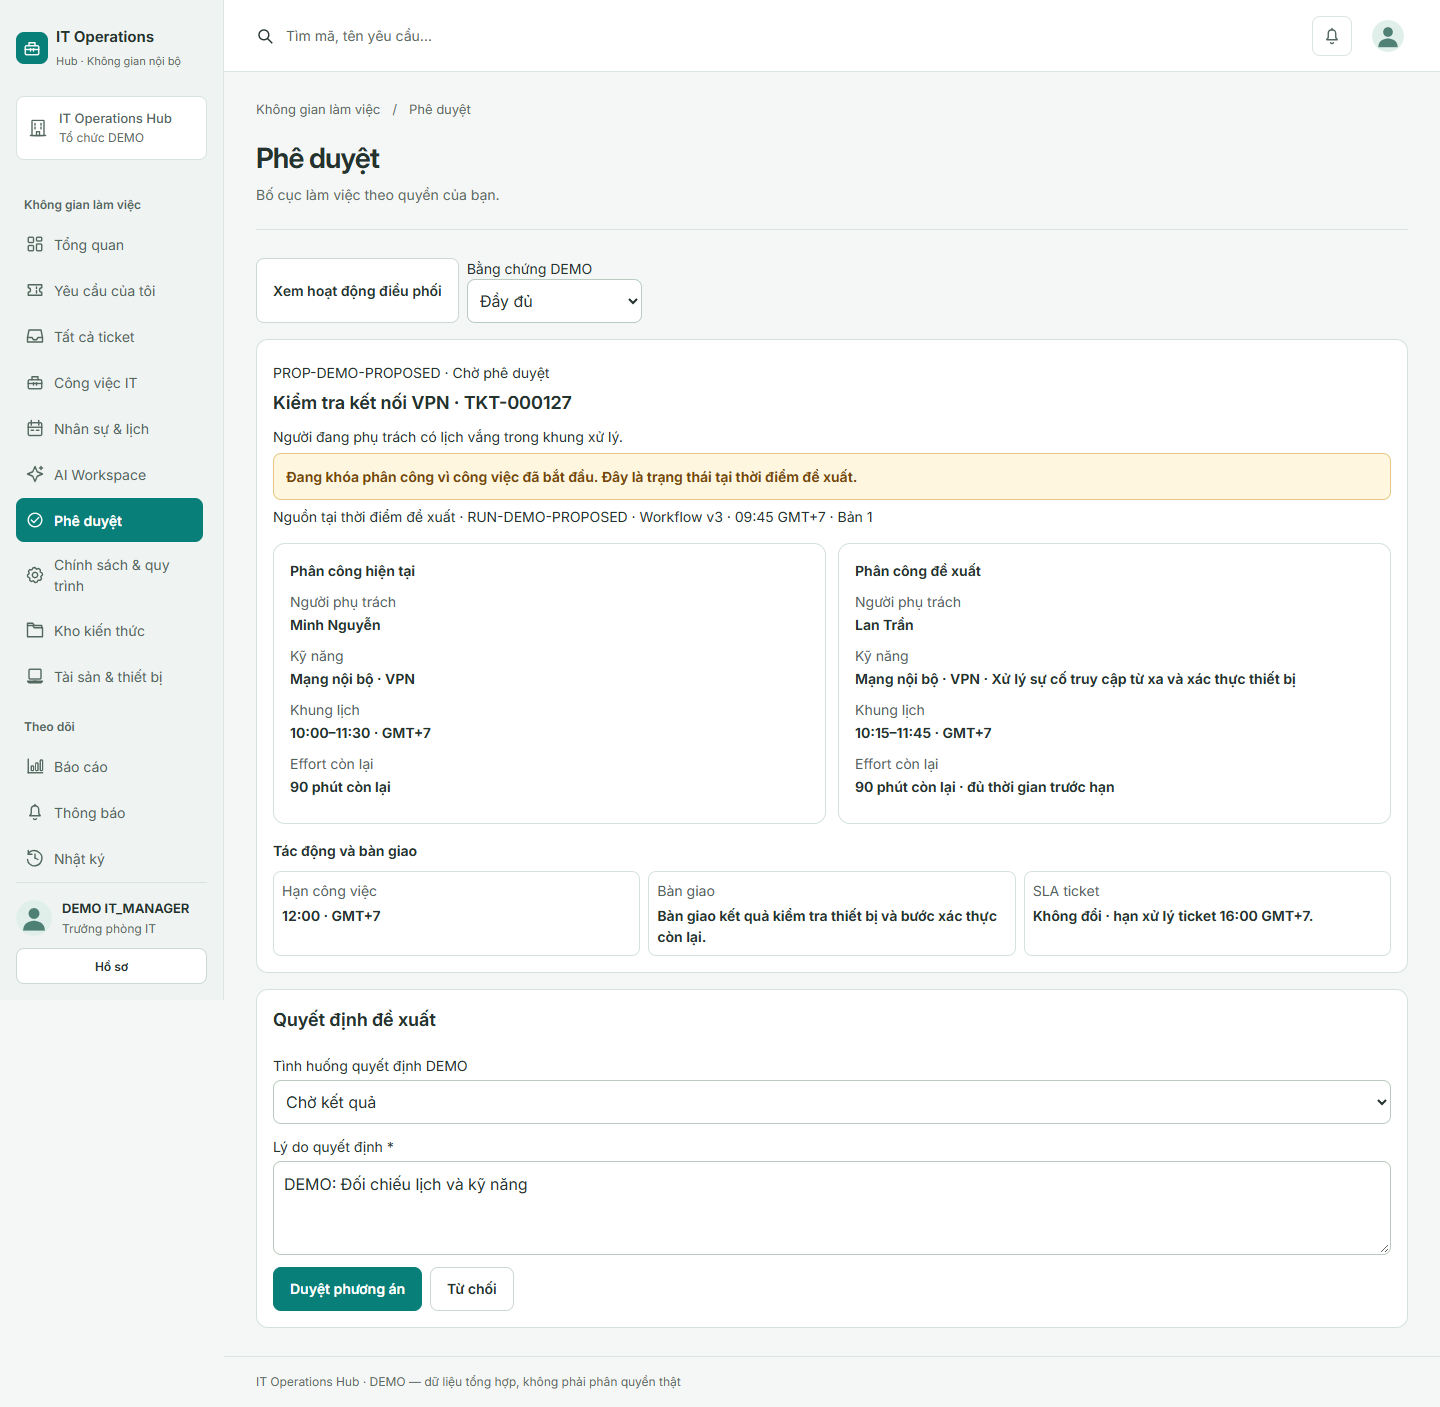 IT Operations
Hub · Không gian nội bộ
IT Operations Hub
Tổ chức DEMO
Không gian làm việc
Tổng quan
Yêu cầu của tôi
Tất cả ticket
Công việc IT
Nhân sự & lịch
AI Workspace
Phê duyệt
Chính sách & quy
trình
Kho kiến thức
Tài sản & thiết bị
Theo dõi
Báo cáo
Thông báo
Nhật ký
DEMO IT_MANAGER
Trưởng phòng IT
Hồ sơ
Tìm mã, tên yêu cầu...
Không gian làm việc / Phê duyệt
Phê duyệt
Bố cục làm việc theo quyền của bạn.
Xem hoạt động điều phối
Bằng chứng DEMO
Đầy đủ
PROP-DEMO-PROPOSED · Chờ phê duyệt
Kiểm tra kết nối VPN · TKT-000127
Người đang phụ trách có lịch vắng trong khung xử lý.
Đang khóa phân công vì công việc đã bắt đầu. Đây là trạng thái tại thời điểm đề xuất.
Nguồn tại thời điểm đề xuất · RUN-DEMO-PROPOSED · Workflow v3 · 09:45 GMT+7 · Bản 1
Phân công hiện tại
Người phụ trách
Minh Nguyễn
Kỹ năng
Mạng nội bộ · VPN
Khung lịch
10:00–11:30 · GMT+7
Effort còn lại
90 phút còn lại
Phân công đề xuất
Người phụ trách
Lan Trần
Kỹ năng
Mạng nội bộ · VPN · Xử lý sự cố truy cập từ xa và xác thực thiết bị
Khung lịch
10:15–11:45 · GMT+7
Effort còn lại
90 phút còn lại · đủ thời gian trước hạn
Tác động và bàn giao
Hạn công việc
12:00 · GMT+7
Bàn giao
Bàn giao kết quả kiểm tra thiết bị và bước xác thực
còn lại.
SLA ticket
Không đổi · hạn xử lý ticket 16:00 GMT+7.
Quyết định đề xuất
Tình huống quyết định DEMO
Chờ kết quả
Lý do quyết định *
DEMO: Đối chiếu lịch và kỹ năng
Duyệt phương án
Từ chối
IT Operations Hub · DEMO — dữ liệu tổng hợp, không phải phân quyền thật